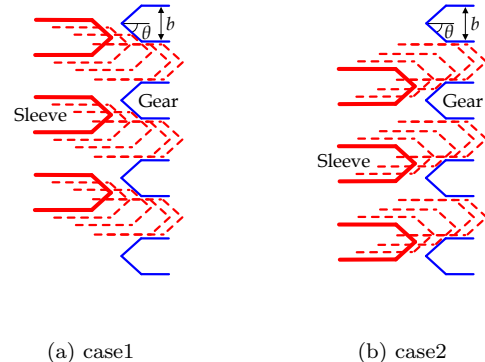 θ b
θ b
Gear
Sleeve
Gear
Sleeve
(a) case1
(b) case2